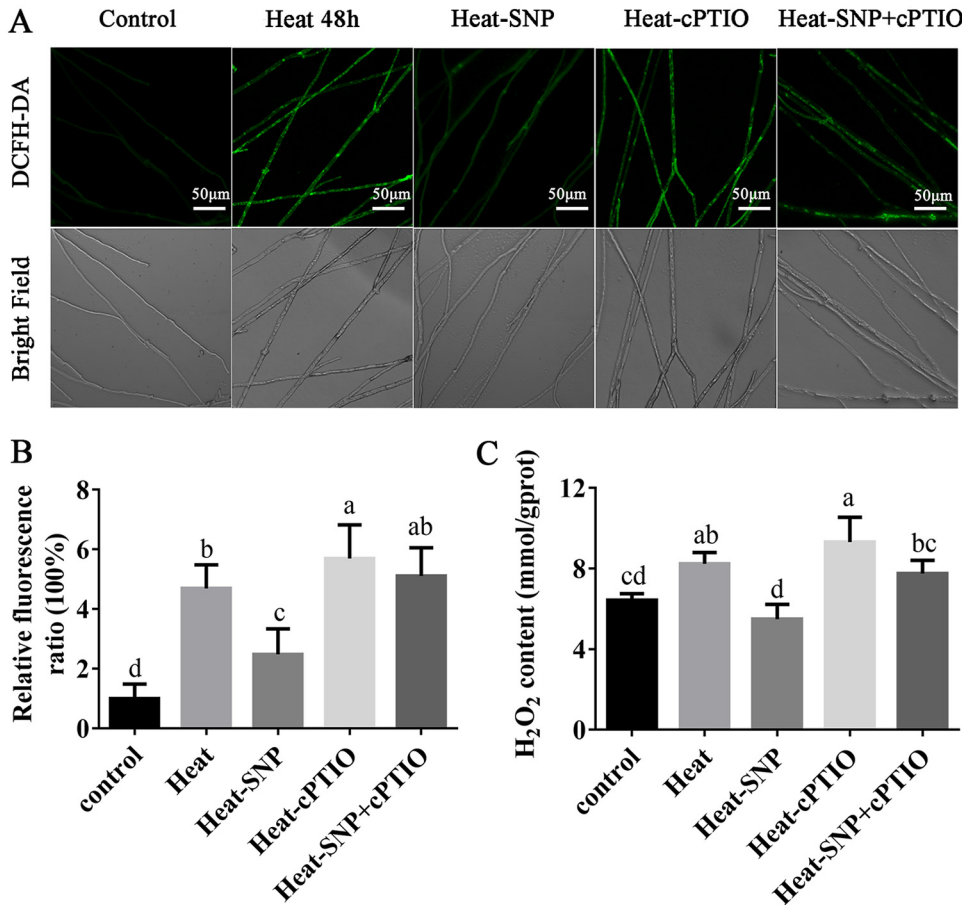 A
Control
Heat 48h
Heat-SNP
Heat-cPTIO
Heat-SNP+cPTIO
DCFH-DA
50μm
50μm
50μm
50μm
50μm
Bright Field
B
Relative fluorescence
ratio (100%)
8
6
4
2
0
d
b
c
a
ab
control
Heat
Heat-SNP
Heat-cPTIO
Heat-SNP+cPTIO
C
H₂O₂ content (mmol/gprot)
12
8
4
0
cd
ab
d
a
bc
control
Heat
Heat-SNP
Heat-cPTIO
Heat-SNP+cPTIO